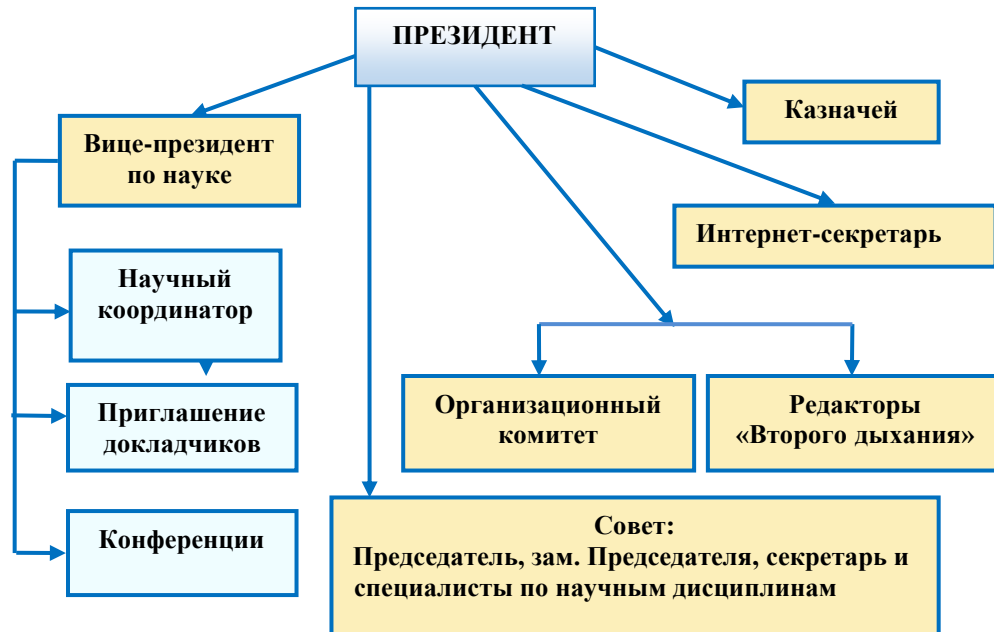 ПРЕЗИДЕНТ
Казначей
Вице-президент
по науке
Интернет-секретарь
Научный
координатор
Организационный
комитет
Редакторы
«Второго дыхания»
Приглашение
докладчиков
Конференции
Совет:
Председатель, зам. Председателя, секретарь и
специалисты по научным дисциплинам